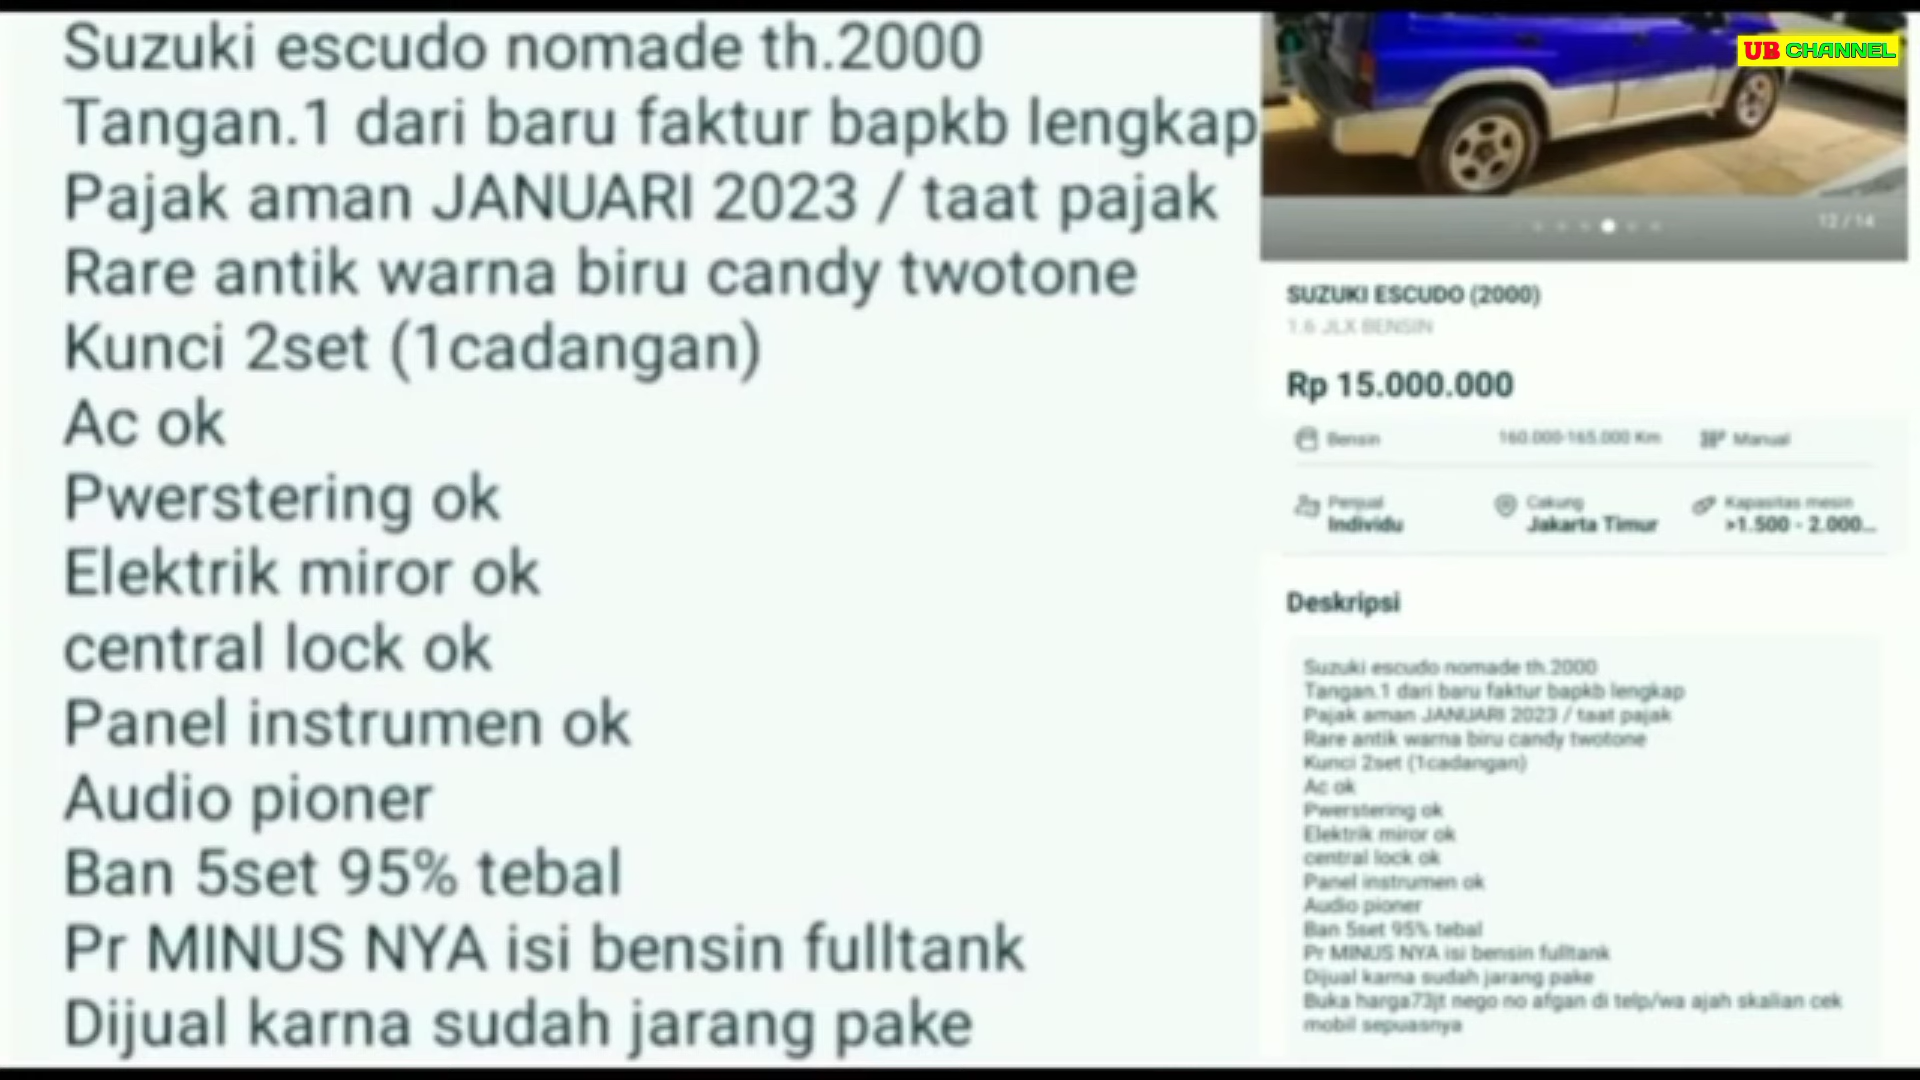 Suzuki escudo nomade th.2000
Tangan.1 dari baru faktur bapkb lengkap
Pajak aman JANUARI 2023 / taat pajak
Rare antik warna biru candy twotone
Kunci 2set (1cadangan)
Ac ok
Pwerstering ok
Elektrik miror ok
central lock ok
Panel instrumen ok
Audio pioner
Ban 5set 95% tebal
Pr MINUS NYA isi bensin fulltank
Dijual karna sudah jarang pake
UB CHANNEL
12 / 14
SUZUKI ESCUDO (2000)
1.6 JLX BENSIN
Rp 15.000.000
Bensin 160.000-165.000 Km Manual
Penjual Cakung Kapasitas mesin
Individu Jakarta Timur >1.500 - 2.000...
Deskripsi
Suzuki escudo nomade th.2000
Tangan.1 dari baru faktur bapkb lengkap
Pajak aman JANUARI 2023 / taat pajak
Rare antik warna biru candy twotone
Kunci 2set (1cadangan)
Ac ok
Pwerstering ok
Elektrik miror ok
central lock ok
Panel instrumen ok
Audio pioner
Ban 5set 95% tebal
Pr MINUS NYA isi bensin fulltank
Dijual karna sudah jarang pake
Buka harga73jt nego no afgan di telp/wa ajah skalian cek
mobil sepuasnya